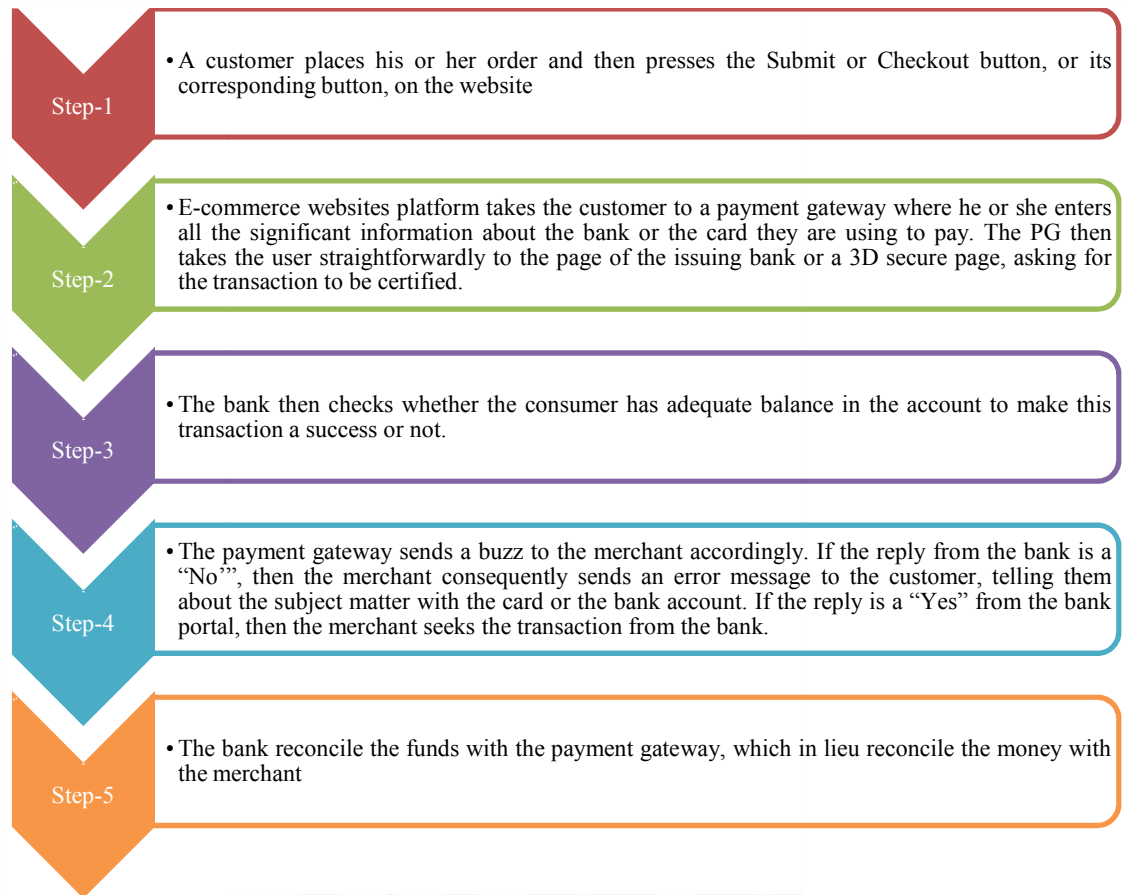 Step-1
• A customer places his or her order and then presses the Submit or Checkout button, or its
corresponding button, on the website
Step-2
• E-commerce websites platform takes the customer to a payment gateway where he or she enters
all the significant information about the bank or the card they are using to pay. The PG then
takes the user straightforwardly to the page of the issuing bank or a 3D secure page, asking for
the transaction to be certified.
Step-3
• The bank then checks whether the consumer has adequate balance in the account to make this
transaction a success or not.
Step-4
• The payment gateway sends a buzz to the merchant accordingly. If the reply from the bank is a
“No’”, then the merchant consequently sends an error message to the customer, telling them
about the subject matter with the card or the bank account. If the reply is a “Yes” from the bank
portal, then the merchant seeks the transaction from the bank.
Step-5
• The bank reconcile the funds with the payment gateway, which in lieu reconcile the money with
the merchant